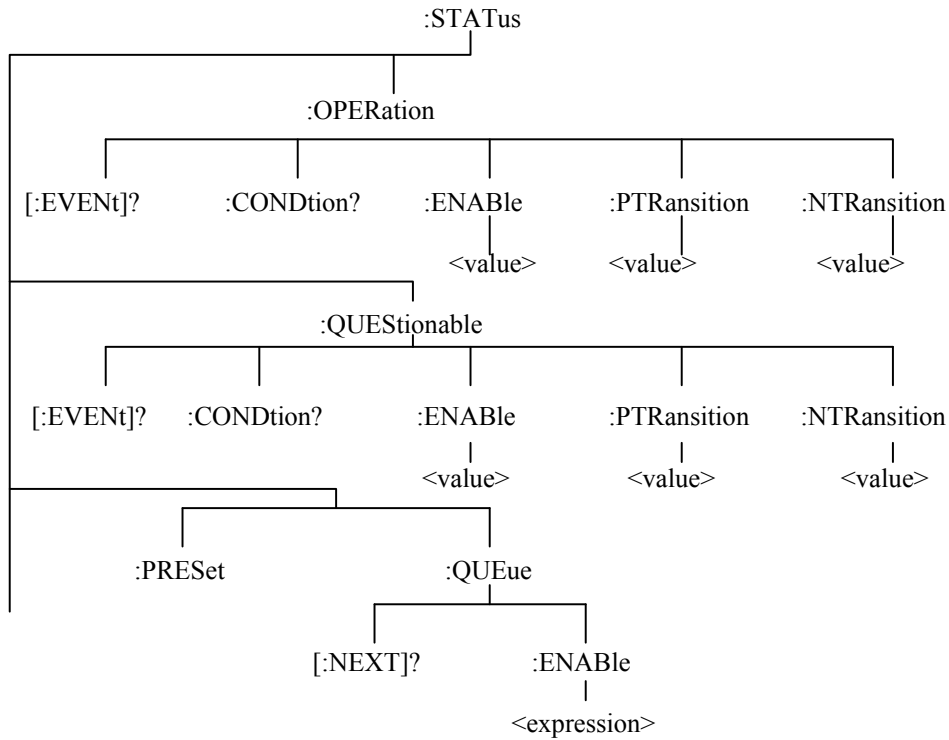 :STATus
:OPERation
[:EVENt]? :CONDtion? :ENABle :PTRansition :NTRansition
<value> <value> <value>
:QUEStionable
[:EVENt]? :CONDtion? :ENABle :PTRansition :NTRansition
<value> <value> <value>
:PRESet :QUEue
[:NEXT]? :ENABle
<expression>